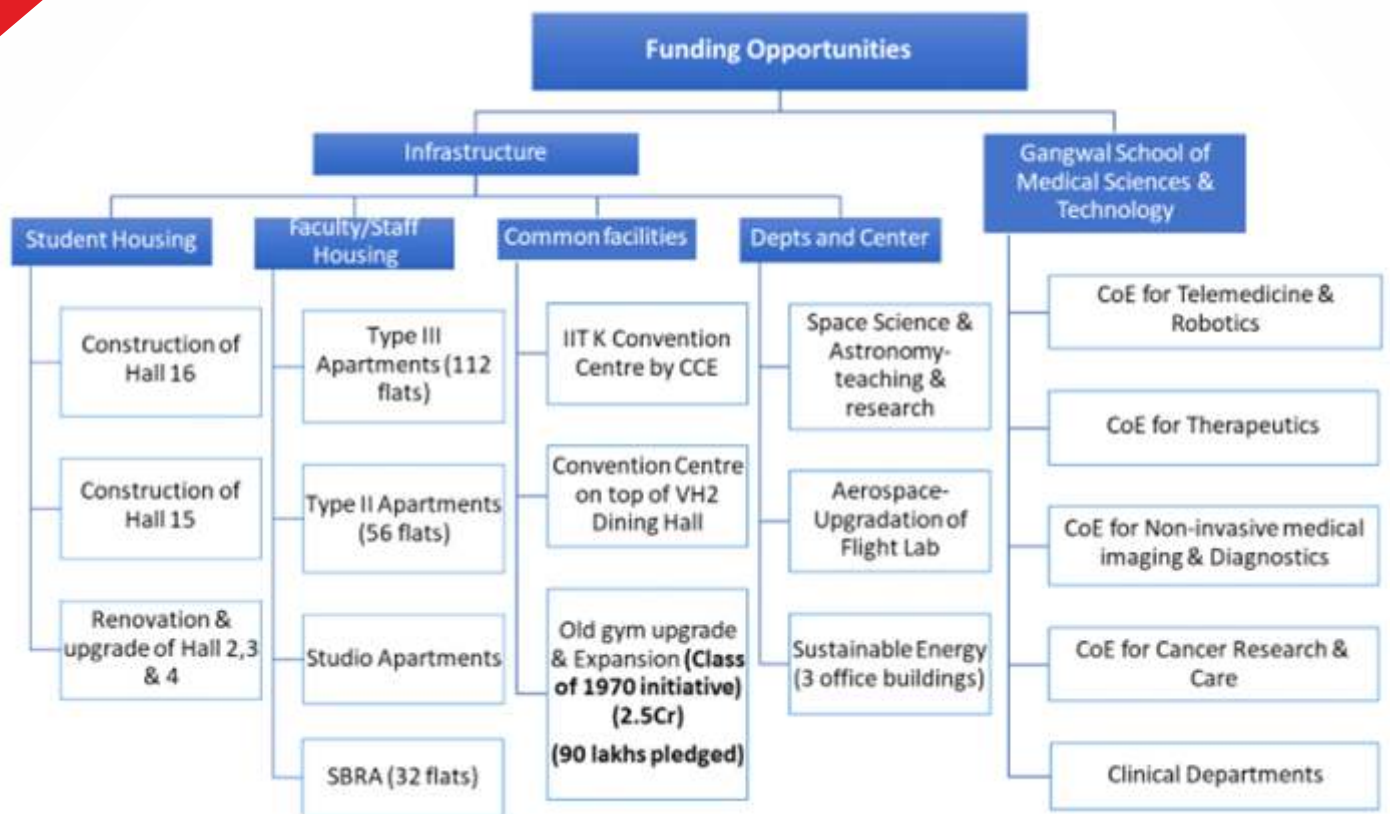 Funding Opportunities
Infrastructure
Gangwal School of
Medical Sciences &
Technology
Student Housing
Construction of
Hall 16
Construction of
Hall 15
Renovation &
upgrade of Hall 2,3
& 4
Faculty/Staff
Housing
Type III
Apartments (112
flats)
Type II Apartments
(56 flats)
Studio Apartments
SBRA (32 flats)
Common facilities
IIT K Convention
Centre by CCE
Convention Centre
on top of VH2
Dining Hall
Old gym upgrade
& Expansion (Class
of 1970 initiative)
(2.5Cr)
(90 lakhs pledged)
Depts and Center
Space Science &
Astronomy-
teaching &
research
Aerospace-
Upgradation of
Flight Lab
Sustainable Energy
(3 office buildings)
CoE for Telemedicine &
Robotics
CoE for Therapeutics
CoE for Non-invasive medical
imaging & Diagnostics
CoE for Cancer Research &
Care
Clinical Departments